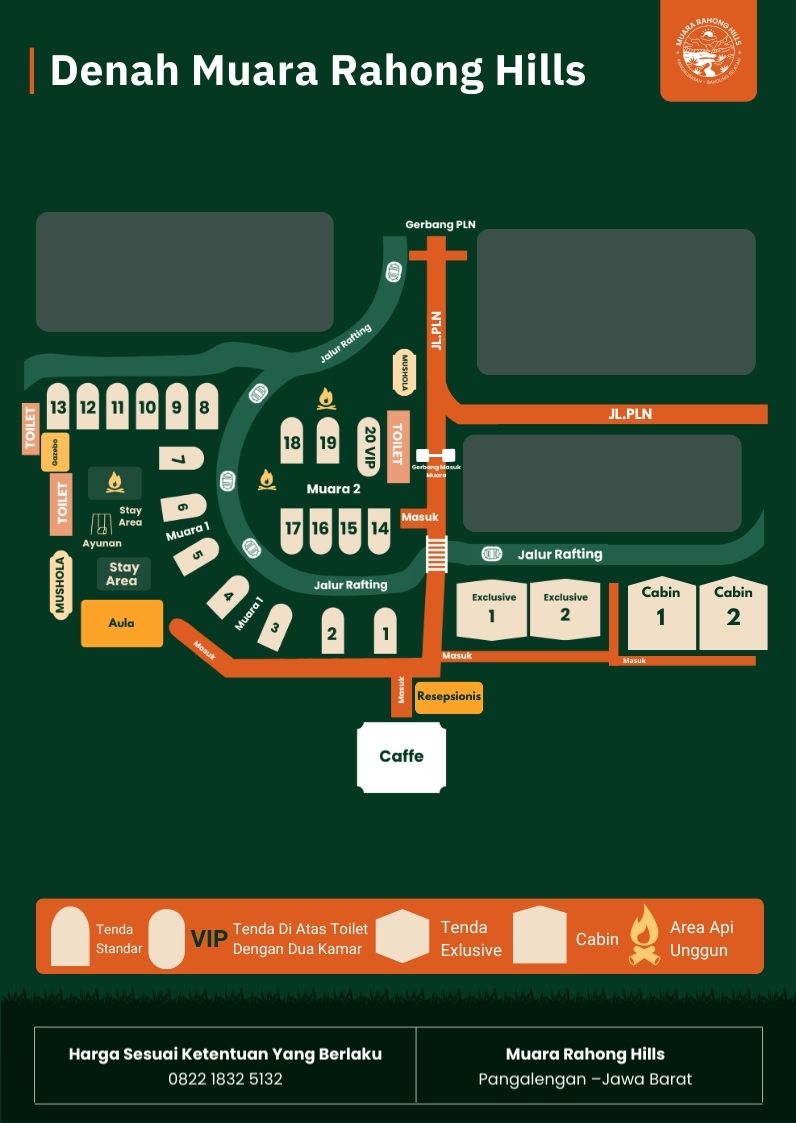 Denah Muara Rahong Hills
MUARA RAHONG HILLS
PANGALENGAN - BANDUNG SELATAN
Gerbang PLN
JL.PLN
Jalur Rafting
MUSHOLA
JL.PLN
TOILET
13
12
11
10
9
8
Gazebo
7
18
19
20 VIP
TOILET
Gerbang Masuk
Muara
TOILET
Stay
Area
Ayunan
6
Muara 1
5
Muara 2
17
16
15
14
Masuk
Jalur Rafting
MUSHOLA
Stay
Area
4
Muara 1
3
Jalur Rafting
Exclusive
1
Exclusive
2
Cabin
1
Cabin
2
Aula
2
1
Masuk
Masuk
Masuk
Masuk
Resepsionis
Caffe
Tenda
Standar
VIP
Tenda Di Atas Toilet
Dengan Dua Kamar
Tenda
Exlusive
Cabin
Area Api
Unggun
Harga Sesuai Ketentuan Yang Berlaku
0822 1832 5132
Muara Rahong Hills
Pangalengan –Jawa Barat